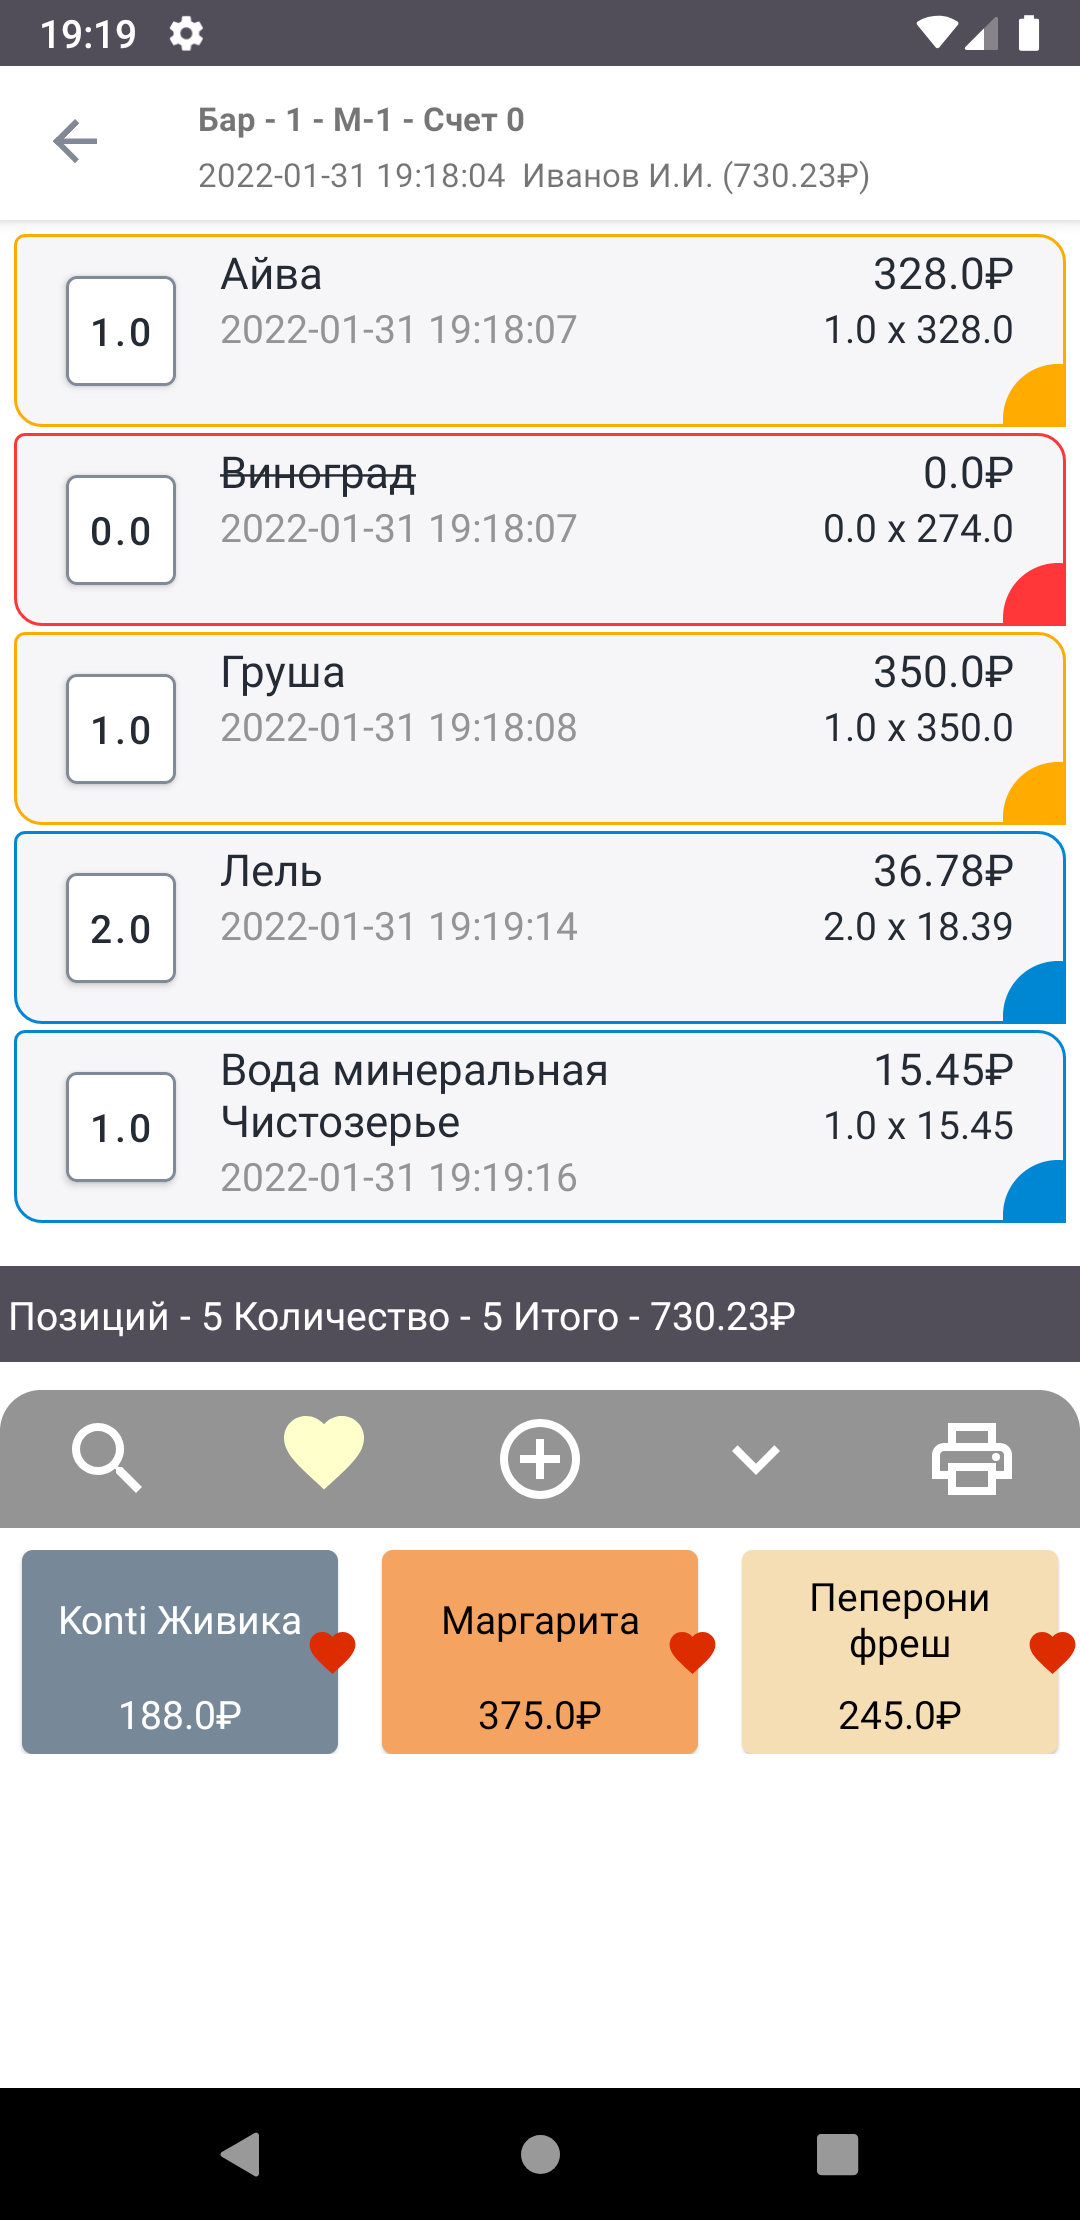 19:19
Бар - 1 - М-1 - Счет 0
2022-01-31 19:18:04 Иванов И.И. (730.23₽)
Айва 328.0₽
1.0 2022-01-31 19:18:07 1.0 x 328.0
Виноград 0.0₽
0.0 2022-01-31 19:18:07 0.0 x 274.0
Груша 350.0₽
1.0 2022-01-31 19:18:08 1.0 x 350.0
Лель 36.78₽
2.0 2022-01-31 19:19:14 2.0 x 18.39
Вода минеральная 15.45₽
1.0 Чистозерье 1.0 x 15.45
2022-01-31 19:19:16
Позиций - 5 Количество - 5 Итого - 730.23₽
Konti Живика
188.0₽
Маргарита
375.0₽
Пеперони
фреш
245.0₽